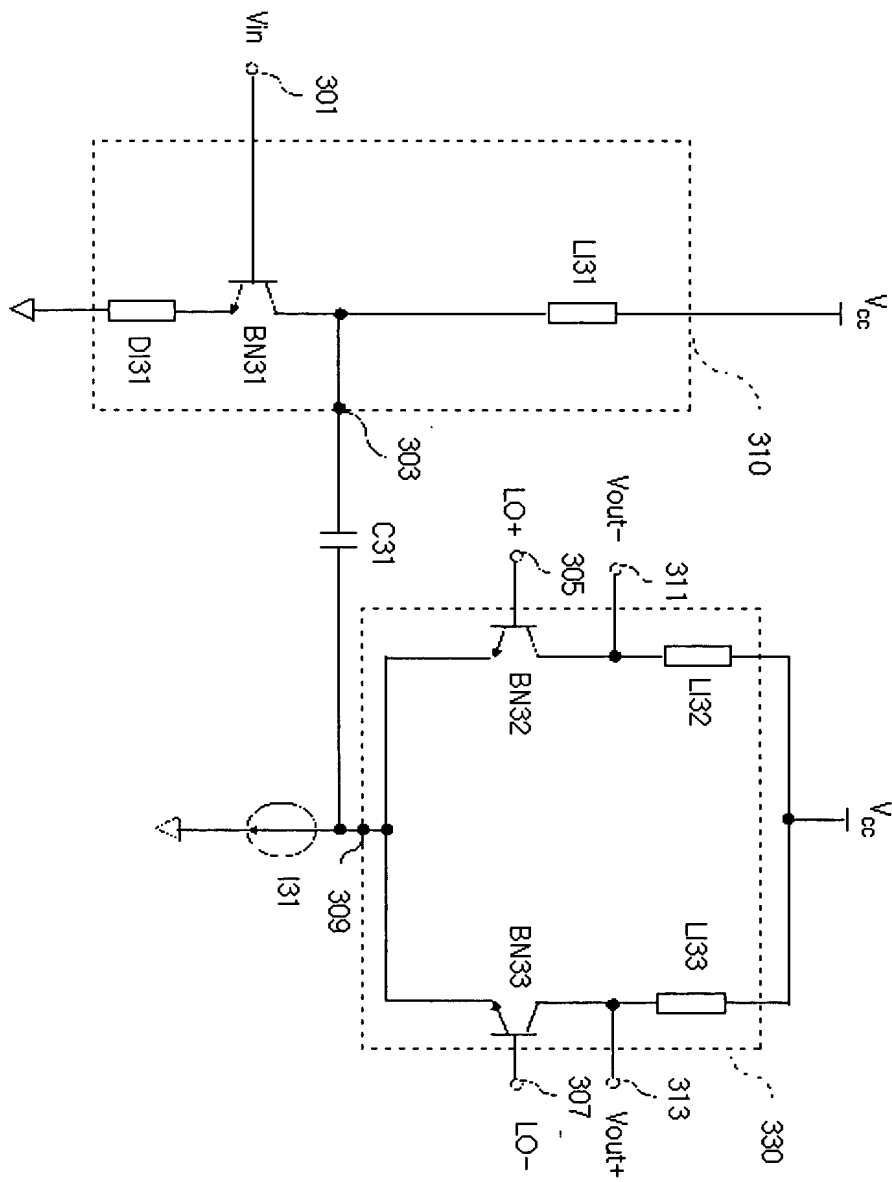 Vin
301
LI31
Vcc
BN31
DI31
310
303
C31
LO+
305
Vout-
311
BN32
LI32
Vcc
I31
309
BN33
LI33
307
LO-
313
Vout+
330